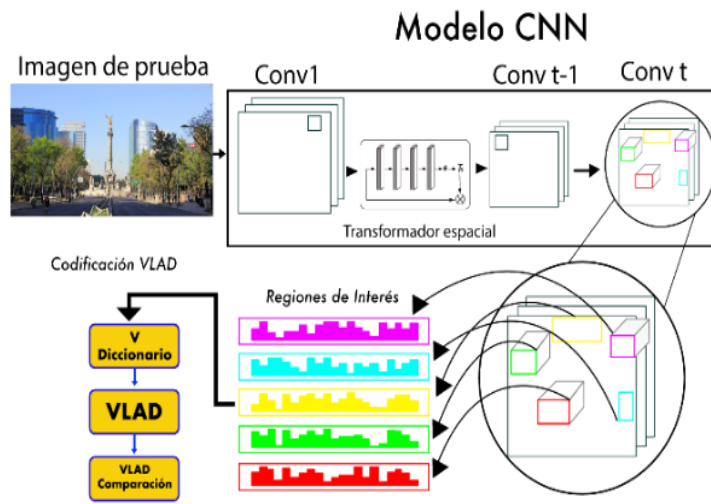 Modelo CNN
Imagen de prueba
Conv1
Conv t-1
Conv t
Transformador espacial
Codificación VLAD
Regiones de Interés
V
Diccionario
VLAD
VLAD
Comparación